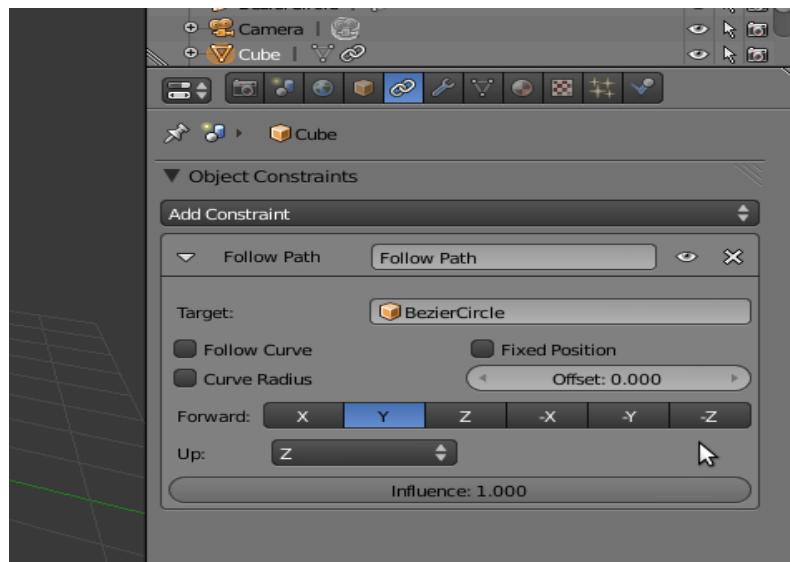 Camera
Cube
Cube
Object Constraints
Add Constraint
Follow Path Follow Path
Target: BezierCircle
Follow Curve Fixed Position
Curve Radius Offset: 0.000
Forward: X Y Z -X -Y -Z
Up: Z
Influence: 1.000